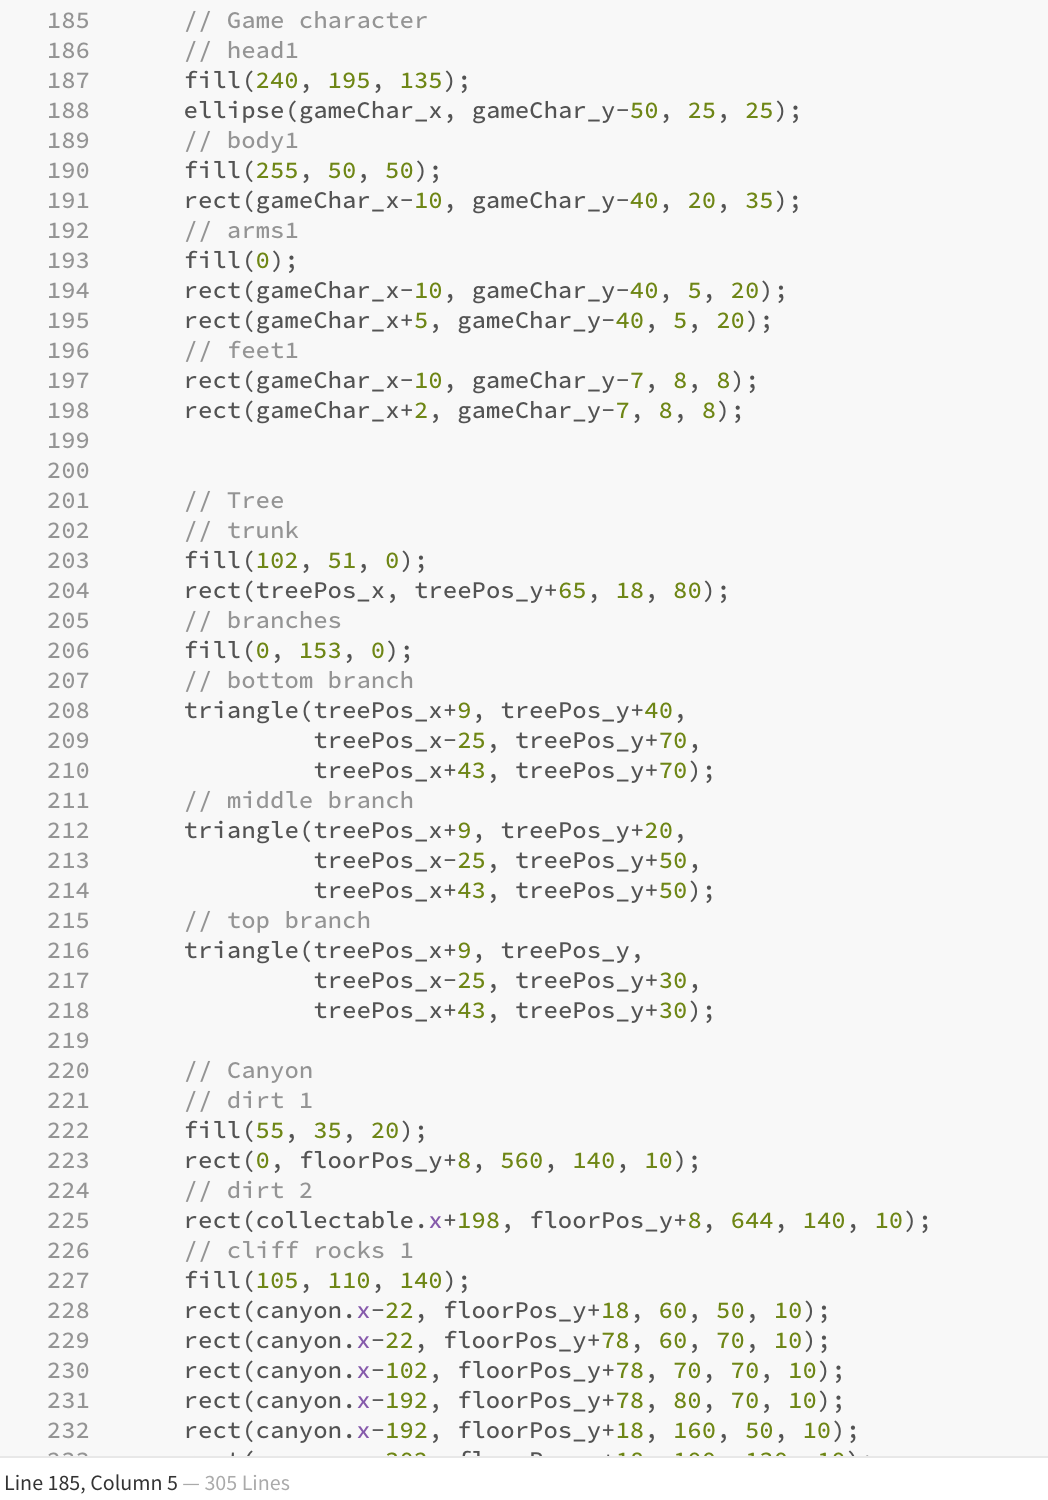 185 // Game character
186 // head1
187 fill(240, 195, 135);
188 ellipse(gameChar_x, gameChar_y-50, 25, 25);
189 // body1
190 fill(255, 50, 50);
191 rect(gameChar_x-10, gameChar_y-40, 20, 35);
192 // arms1
193 fill(0);
194 rect(gameChar_x-10, gameChar_y-40, 5, 20);
195 rect(gameChar_x+5, gameChar_y-40, 5, 20);
196 // feet1
197 rect(gameChar_x-10, gameChar_y-7, 8, 8);
198 rect(gameChar_x+2, gameChar_y-7, 8, 8);
199
200
201 // Tree
202 // trunk
203 fill(102, 51, 0);
204 rect(treePos_x, treePos_y+65, 18, 80);
205 // branches
206 fill(0, 153, 0);
207 // bottom branch
208 triangle(treePos_x+9, treePos_y+40,
209 treePos_x-25, treePos_y+70,
210 treePos_x+43, treePos_y+70);
211 // middle branch
212 triangle(treePos_x+9, treePos_y+20,
213 treePos_x-25, treePos_y+50,
214 treePos_x+43, treePos_y+50);
215 // top branch
216 triangle(treePos_x+9, treePos_y,
217 treePos_x-25, treePos_y+30,
218 treePos_x+43, treePos_y+30);
219
220 // Canyon
221 // dirt 1
222 fill(55, 35, 20);
223 rect(0, floorPos_y+8, 560, 140, 10);
224 // dirt 2
225 rect(collectable.x+198, floorPos_y+8, 644, 140, 10);
226 // cliff rocks 1
227 fill(105, 110, 140);
228 rect(canyon.x-22, floorPos_y+18, 60, 50, 10);
229 rect(canyon.x-22, floorPos_y+78, 60, 70, 10);
230 rect(canyon.x-102, floorPos_y+78, 70, 70, 10);
231 rect(canyon.x-192, floorPos_y+78, 80, 70, 10);
232 rect(canyon.x-192, floorPos_y+18, 160, 50, 10);
Line 185, Column 5 — 305 Lines